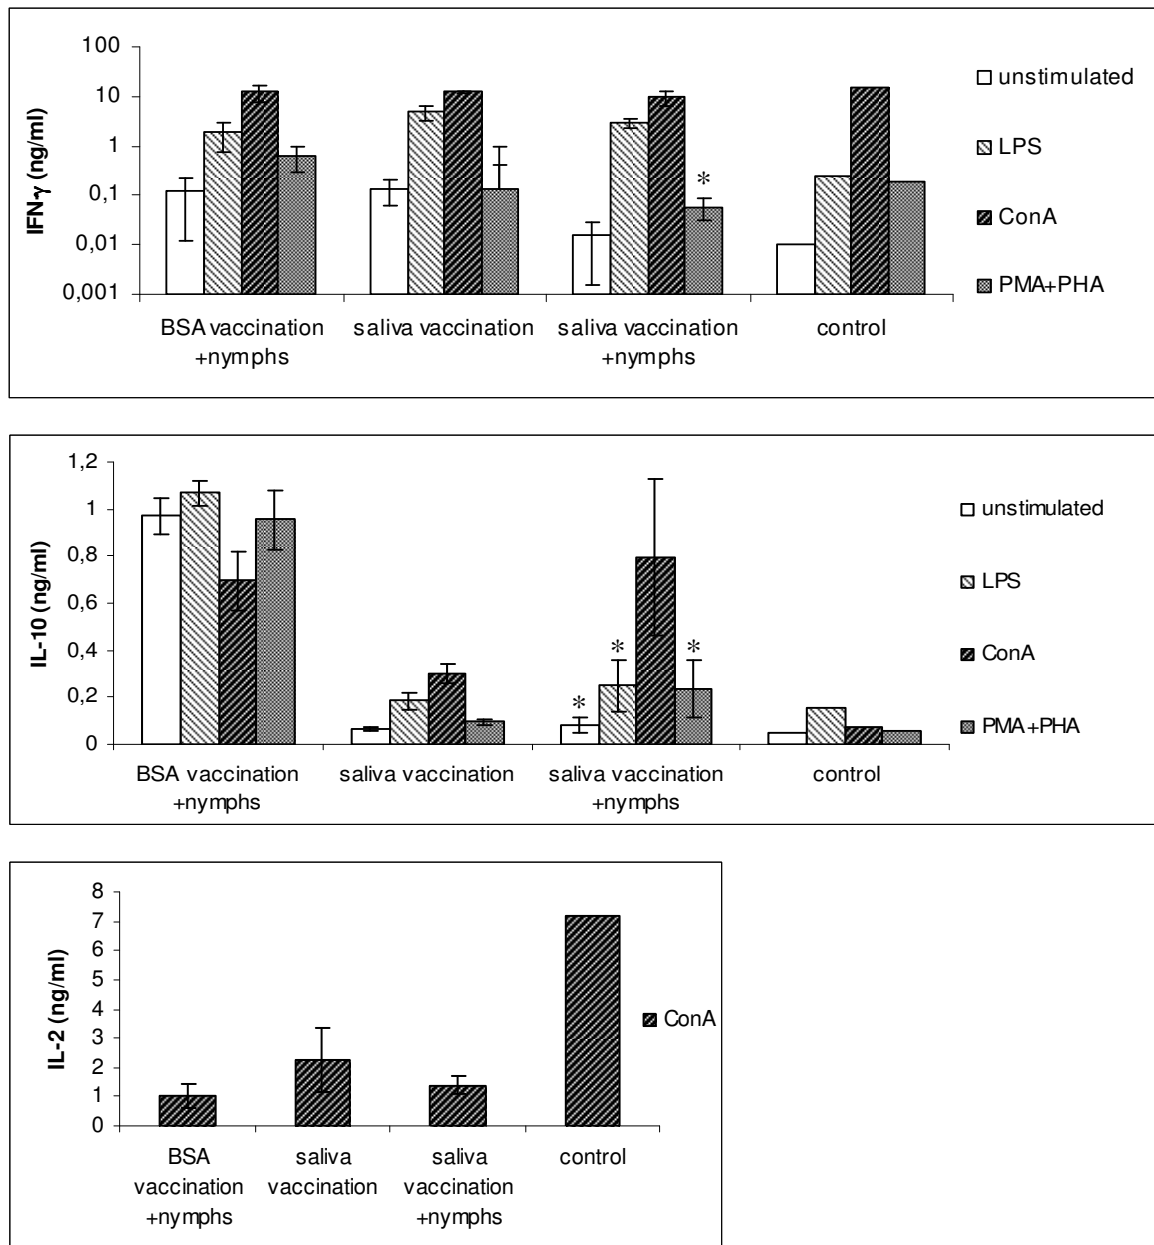 IFN-γ (ng/ml)
100
10
1
0,1
0,01
0,001
*
BSA vaccination
+nymphs
saliva vaccination
saliva vaccination
+nymphs
control
unstimulated
LPS
ConA
PMA+PHA
IL-10 (ng/ml)
1,2
1
0,8
0,6
0,4
0,2
0
* * *
BSA vaccination
+nymphs
saliva vaccination
saliva vaccination
+nymphs
control
unstimulated
LPS
ConA
PMA+PHA
IL-2 (ng/ml)
8
7
6
5
4
3
2
1
0
BSA
vaccination
+nymphs
saliva
vaccination
saliva
vaccination
+nymphs
control
ConA